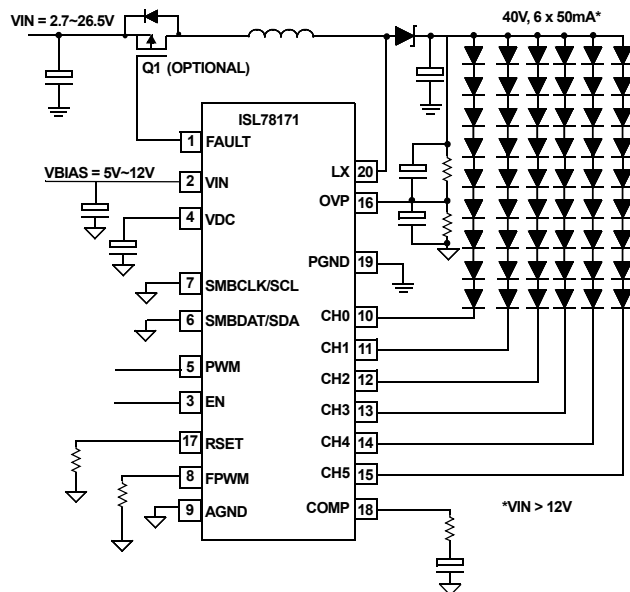 VIN = 2.7~26.5V
40V, 6 x 50mA*
Q1 (OPTIONAL)
ISL78171
1 FAULT
VBIAS = 5V~12V
2 VIN
LX 20
OVP 16
4 VDC
PGND 19
7 SMBCLK/SCL
6 SMBDAT/SDA
CH0 10
CH1 11
5 PWM
CH2 12
3 EN
CH3 13
17 RSET
CH4 14
8 FPWM
CH5 15
9 AGND
COMP 18
*VIN > 12V